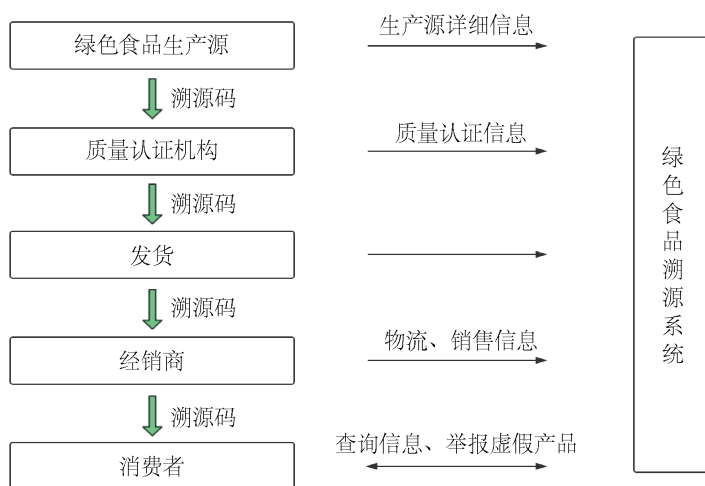 绿色食品生产源
生产源详细信息
溯源码
质量认证机构
质量认证信息
溯源码
发货
溯源码
经销商
物流、销售信息
溯源码
消费者
查询信息、举报虚假产品
绿色食品溯源系统